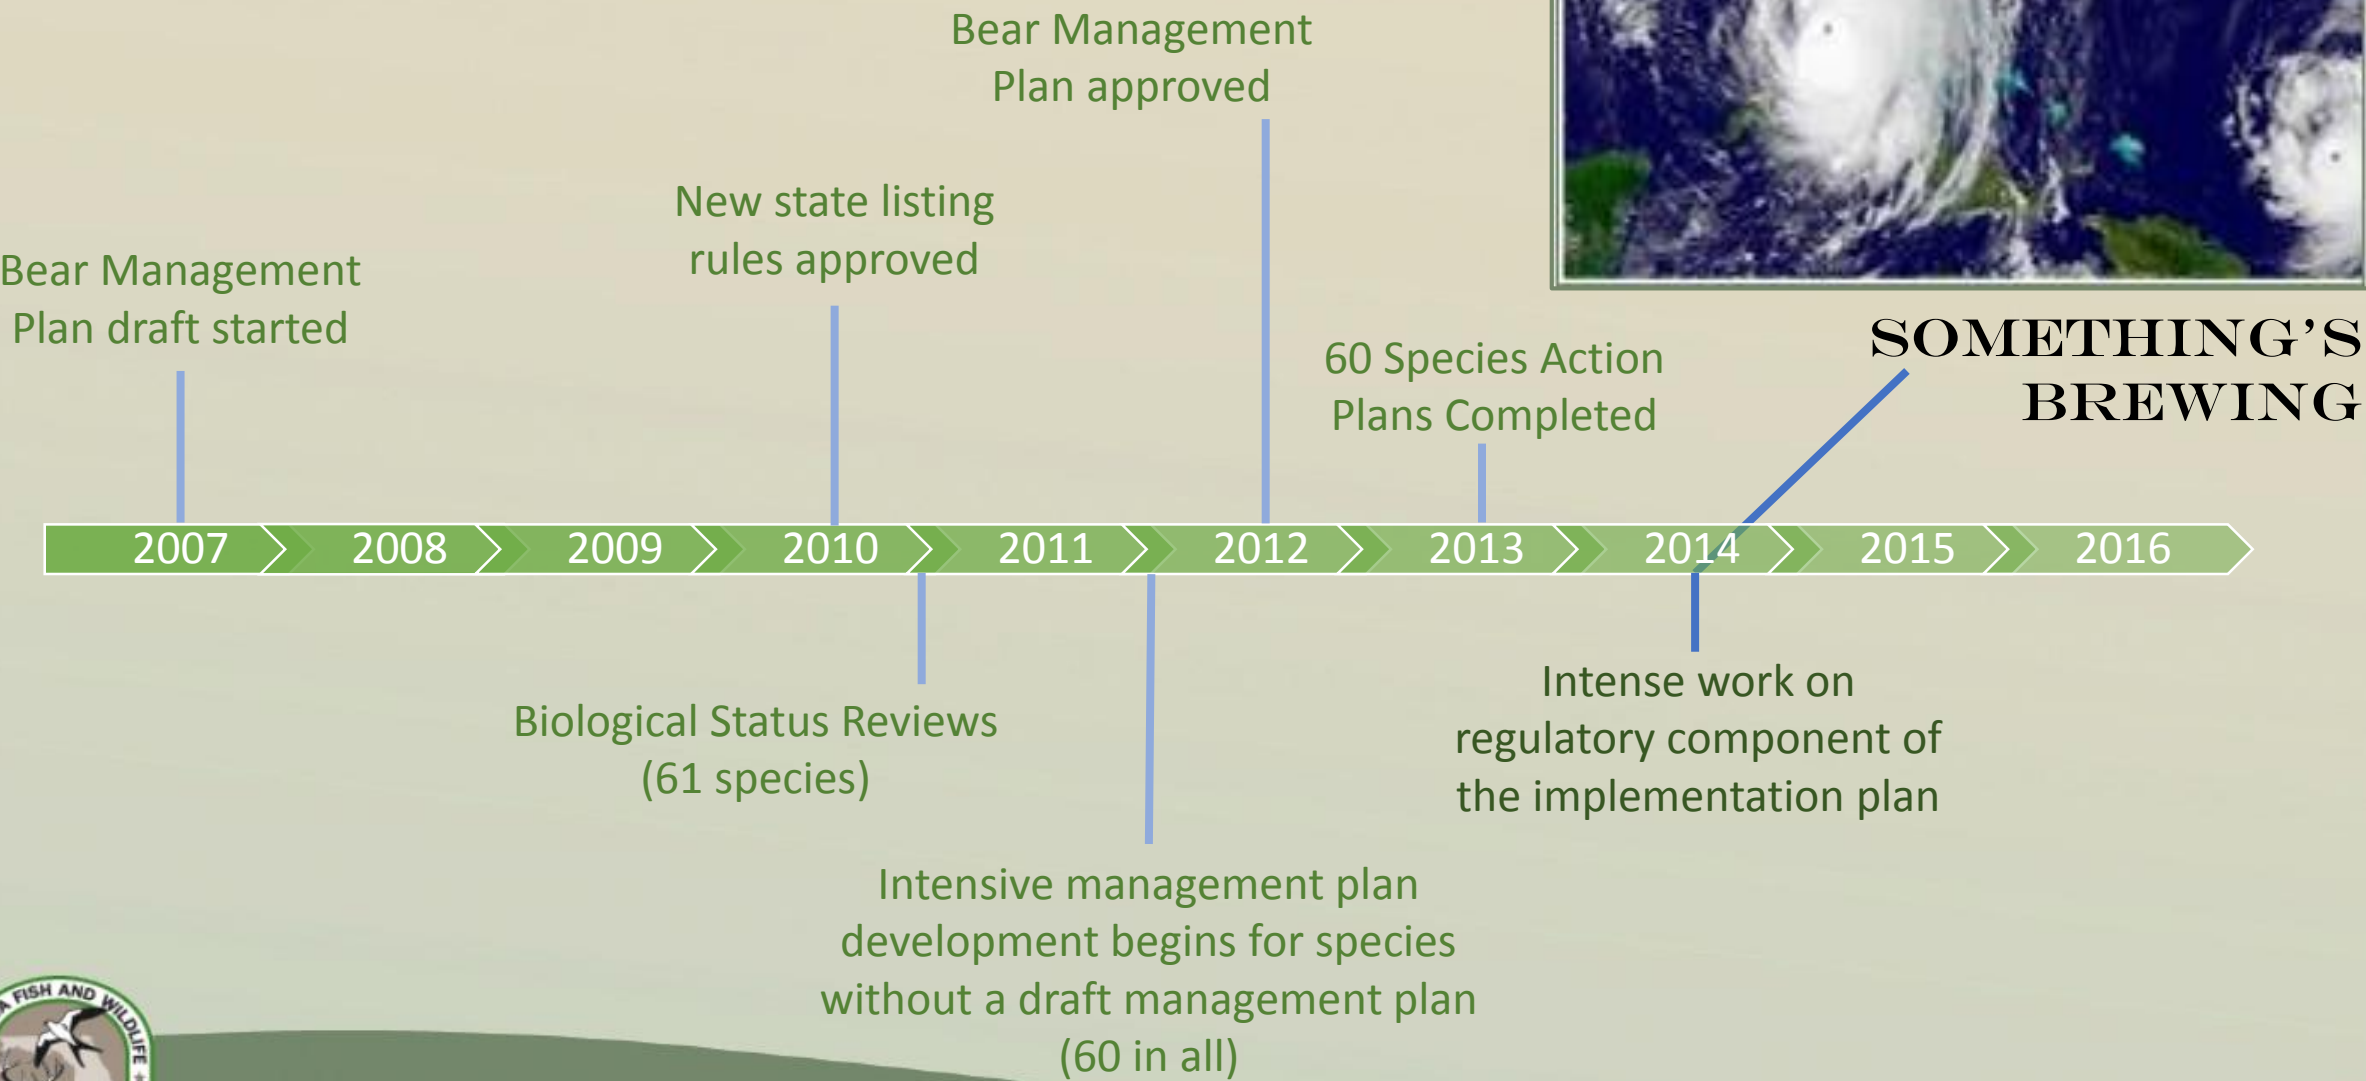 Bear Management
Plan approved
New state listing
rules approved
Bear Management
Plan draft started
60 Species Action
Plans Completed
SOMETHING'S
BREWING
2007 2008 2009 2010 2011 2012 2013 2014 2015 2016
Biological Status Reviews
(61 species)
Intense work on
regulatory component of
the implementation plan
Intensive management plan
development begins for species
without a draft management plan
(60 in all)
FISH AND WILDLIFE